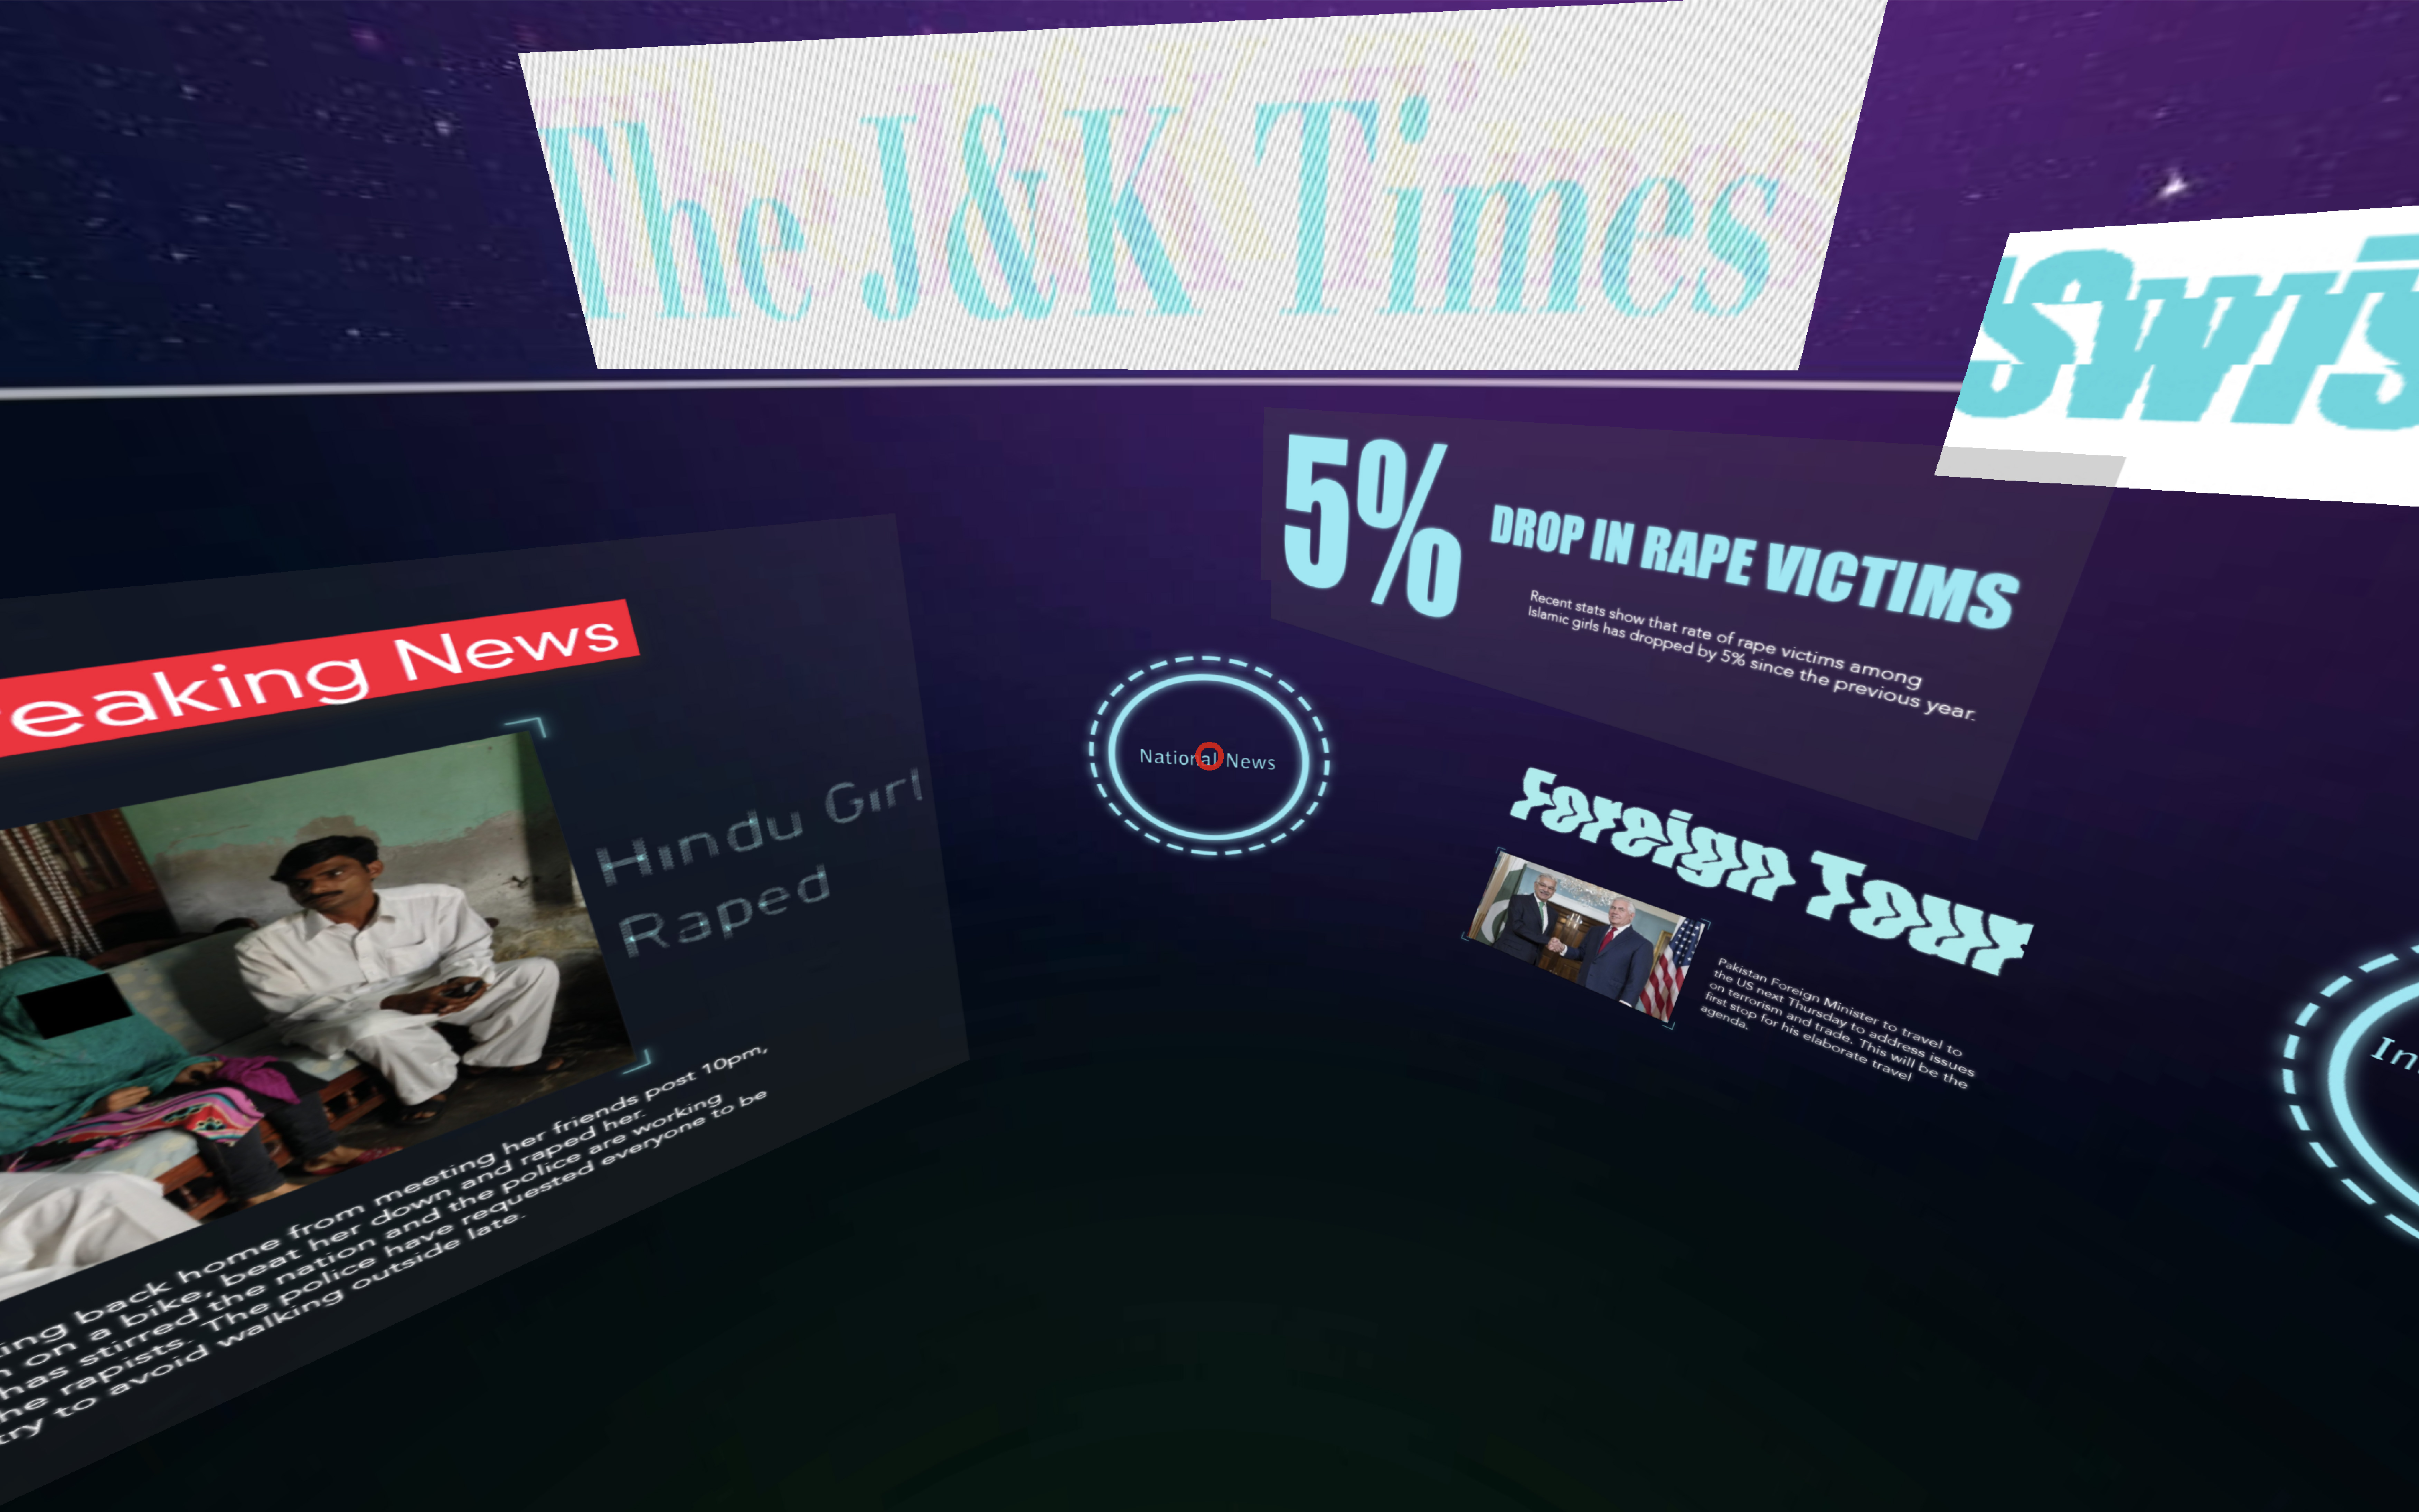 The J&K Times
Swis
reaking News
Hindu Girl
Raped
ing back home from meeting her friends post 10pm,
on a bike, beat her down and raped her.
has stirred the nation and the police are working
he rapists. The police have requested everyone to be
try to avoid walking outside late.
National News
5%
DROP IN RAPE VICTIMS
Recent stats show that rate of rape victims among
Islamic girls has dropped by 5% since the previous year.
Foreign Tour
Pakistan Foreign Minister to travel to
the US next Thursday to address issues
on terrorism and trade. This will be the
first stop for his elaborate travel
agenda.
In